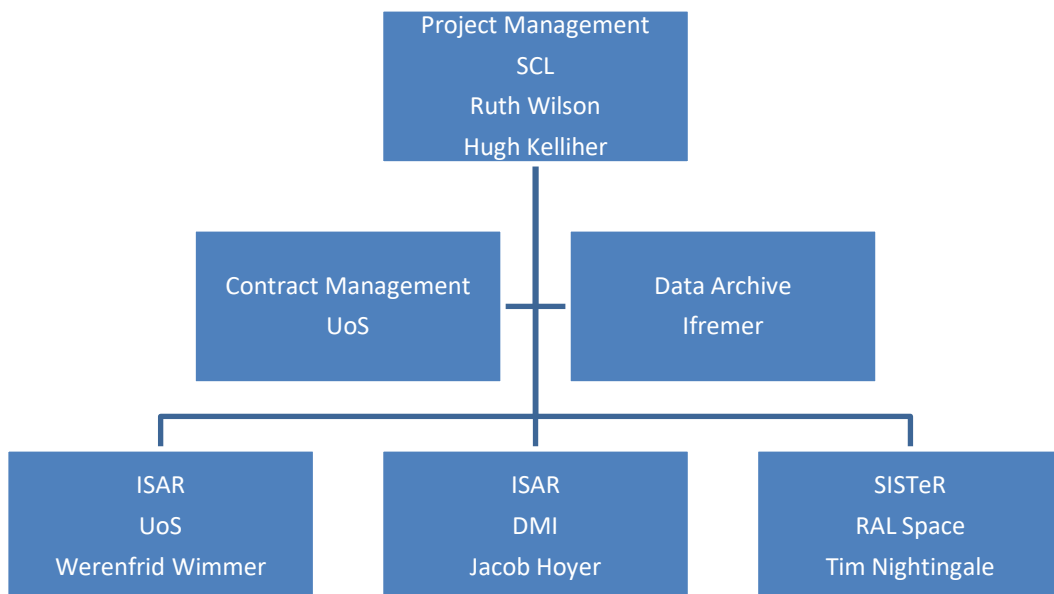 Project Management
SCL
Ruth Wilson
Hugh Kelliher
Contract Management
UoS
Data Archive
Ifremer
ISAR
UoS
Werenfrid Wimmer
ISAR
DMI
Jacob Hoyer
SISTeR
RAL Space
Tim Nightingale